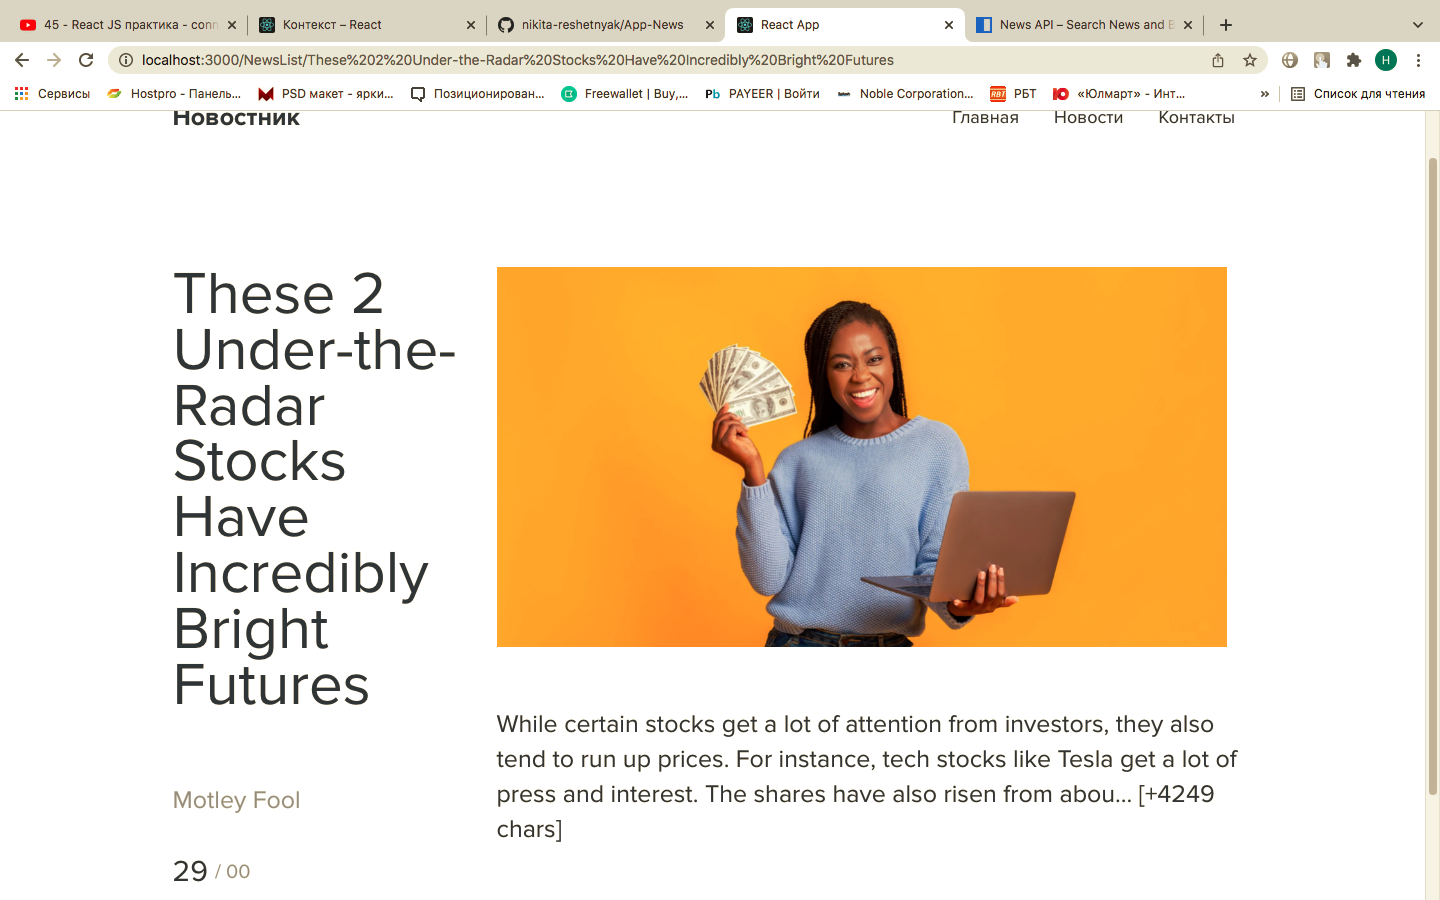 45 - React JS практика - conn
Контекст – React
nikita-reshetnyak/App-News
React App
News API – Search News and B
localhost:3000/NewsList/These%202%20Under-the-Radar%20Stocks%20Have%20Incredibly%20Bright%20Futures
H
Сервисы
Hostpro - Панель...
PSD макет - ярки...
Позиционирован...
Freewallet | Buy,...
Pb PAYEER | Войти
Noble Corporation...
RBT РБТ
«Юлмарт» - Инт...
»
Список для чтения
Новостник
Главная Новости Контакты
These 2
Under-the-
Radar
Stocks
Have
Incredibly
Bright
Futures
While certain stocks get a lot of attention from investors, they also
tend to run up prices. For instance, tech stocks like Tesla get a lot of
press and interest. The shares have also risen from abou... [+4249
chars]
Motley Fool
29 / 00